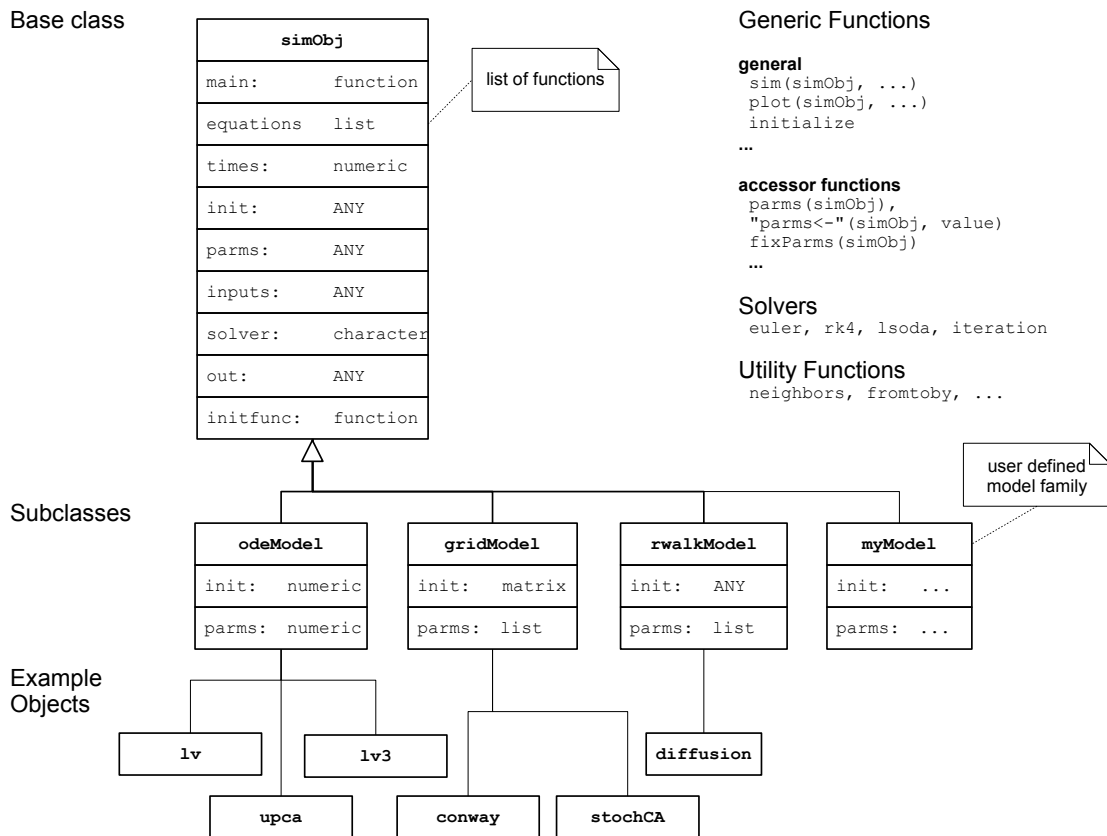 Base class
simObj
main: function
equations list
times: numeric
init: ANY
parms: ANY
inputs: ANY
solver: character
out: ANY
initfunc: function
list of functions
Generic Functions
general
sim(simObj, ...)
plot(simObj, ...)
initialize
...
accessor functions
parms(simObj),
"parms<-"(simObj, value)
fixParms(simObj)
...
Solvers
euler, rk4, lsoda, iteration
Utility Functions
neighbors, fromtoby, ...
user defined
model family
Subclasses
odeModel
init: numeric
parms: numeric
gridModel
init: matrix
parms: list
rwalkModel
init: ANY
parms: list
myModel
init: ...
parms: ...
Example
Objects
lv
lv3
diffusion
upca
conway
stochCA